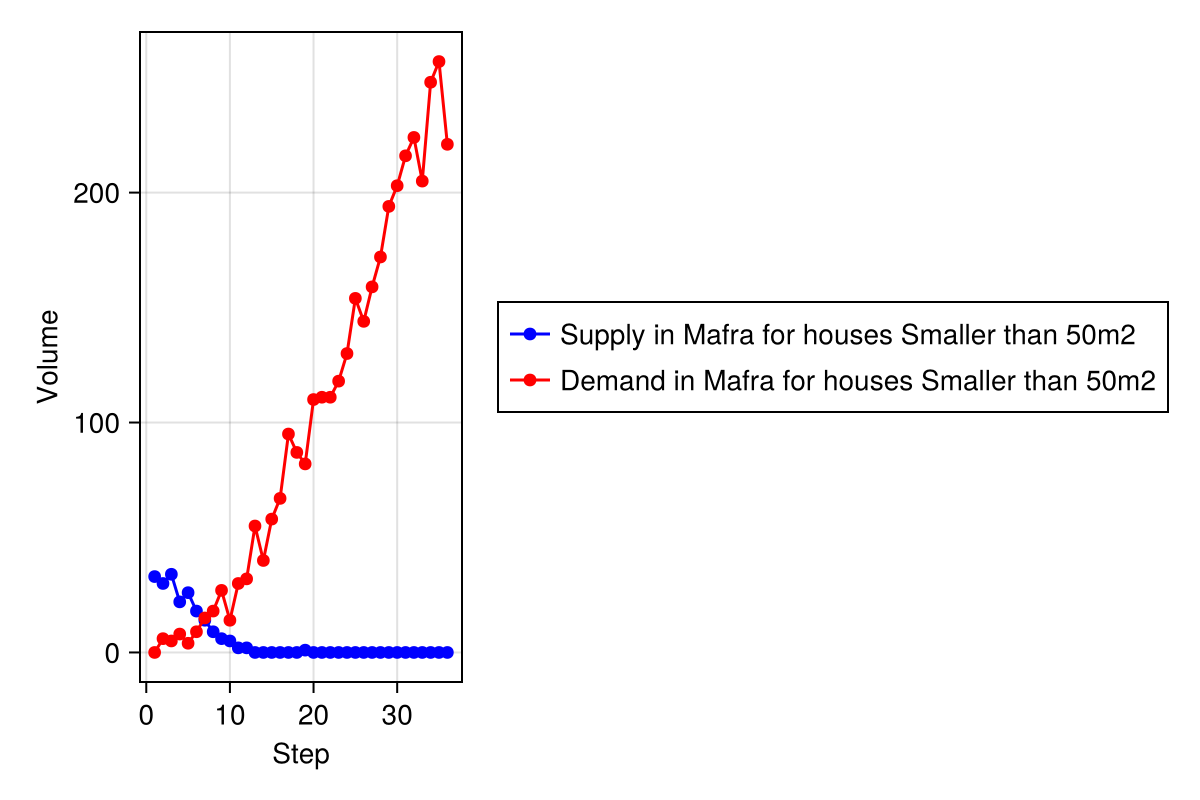 200
100
0
Volume
0 10 20 30
Step
Supply in Mafra for houses Smaller than 50m2
Demand in Mafra for houses Smaller than 50m2